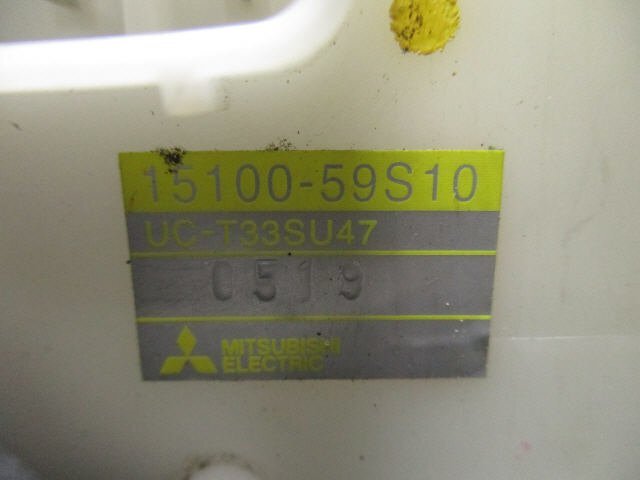 15100-59S10
UC-T33SU47
0519
MITSUBISHI
ELECTRIC